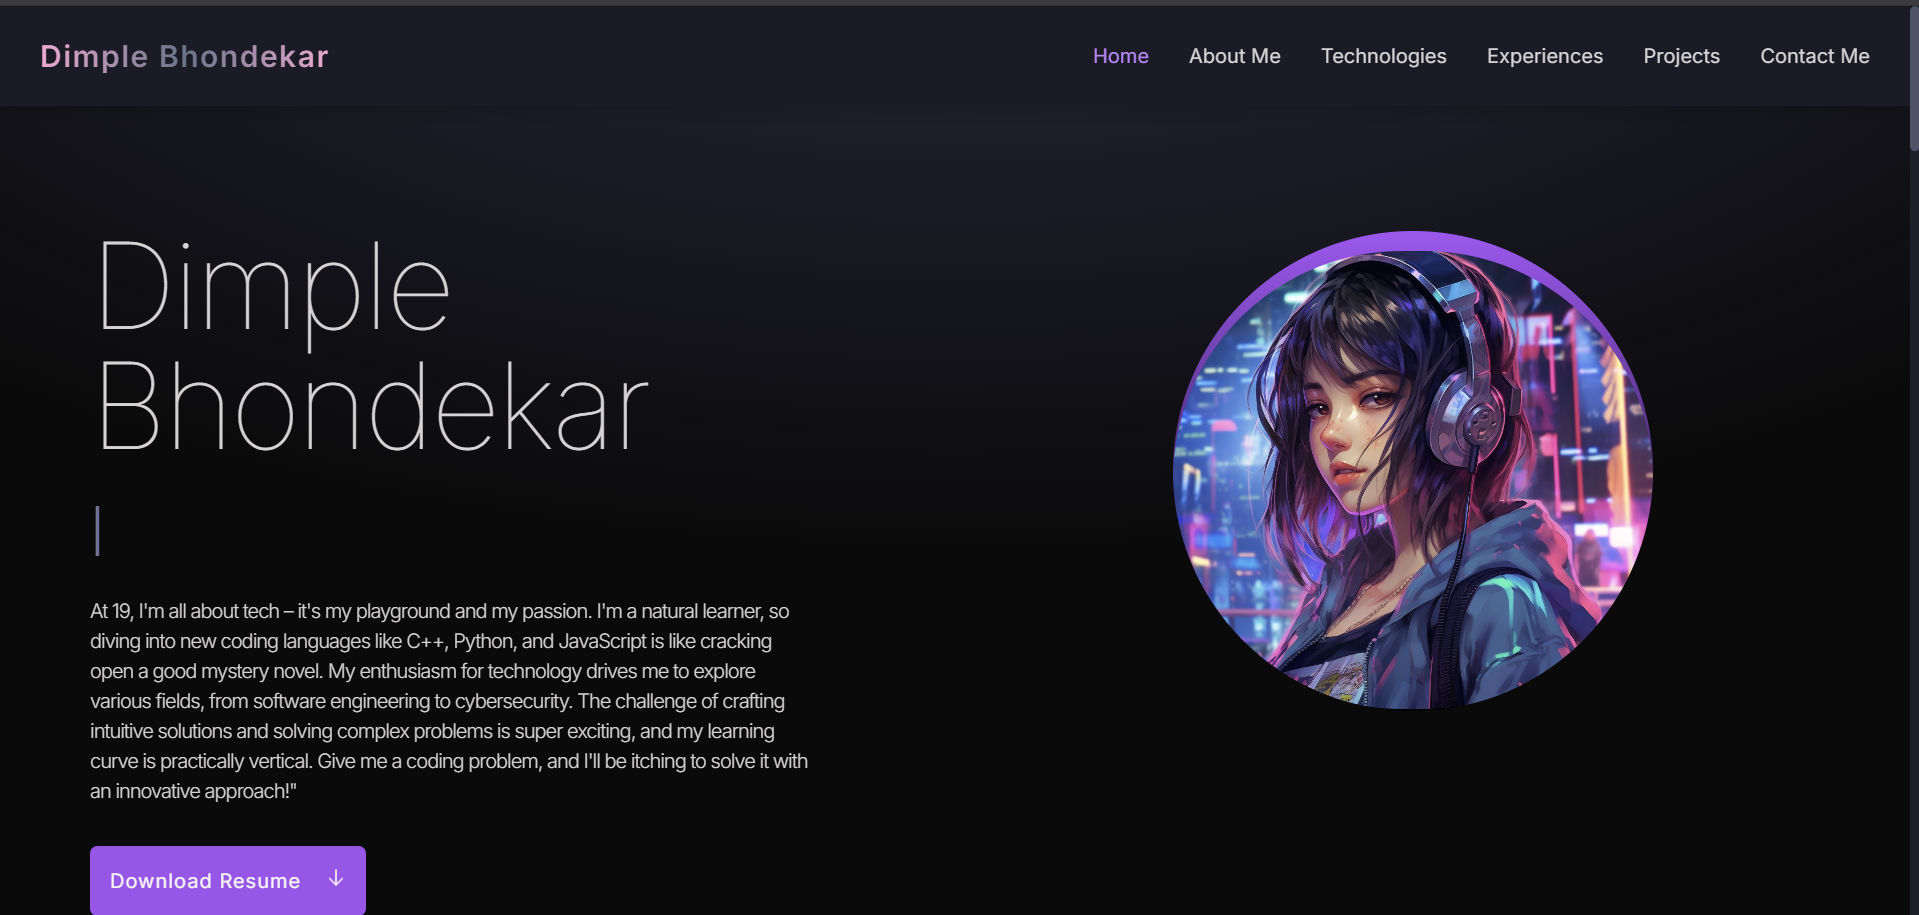 Dimple Bhondekar
Home About Me Technologies Experiences Projects Contact Me
Dimple
Bhondekar
At 19, I'm all about tech – it's my playground and my passion. I'm a natural learner, so
diving into new coding languages like C++, Python, and JavaScript is like cracking
open a good mystery novel. My enthusiasm for technology drives me to explore
various fields, from software engineering to cybersecurity. The challenge of crafting
intuitive solutions and solving complex problems is super exciting, and my learning
curve is practically vertical. Give me a coding problem, and I'll be itching to solve it with
an innovative approach!"
Download Resume